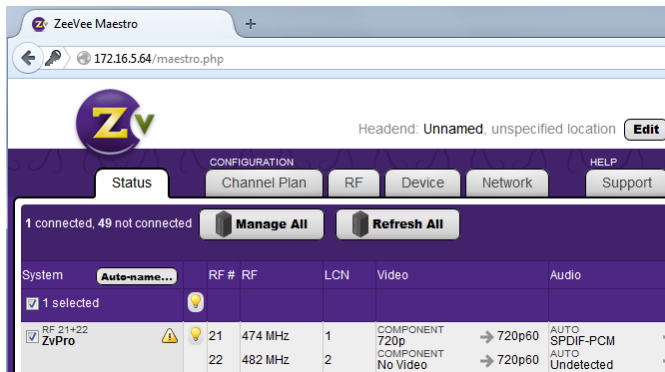 ZeeVee Maestro
172.16.5.64/maestro.php
Zv
Headend: Unnamed, unspecified location Edit
CONFIGURATION HELP
Status Channel Plan RF Device Network Support
1 connected, 49 not connected Manage All Refresh All
System Auto-name... RF # RF LCN Video Audio
1 selected
RF 21+22 COMPONENT AUTO
ZvPro 21 474 MHz 1 720p 720p60 SPDIF-PCM
COMPONENT AUTO
22 482 MHz 2 No Video 720p60 Undetected